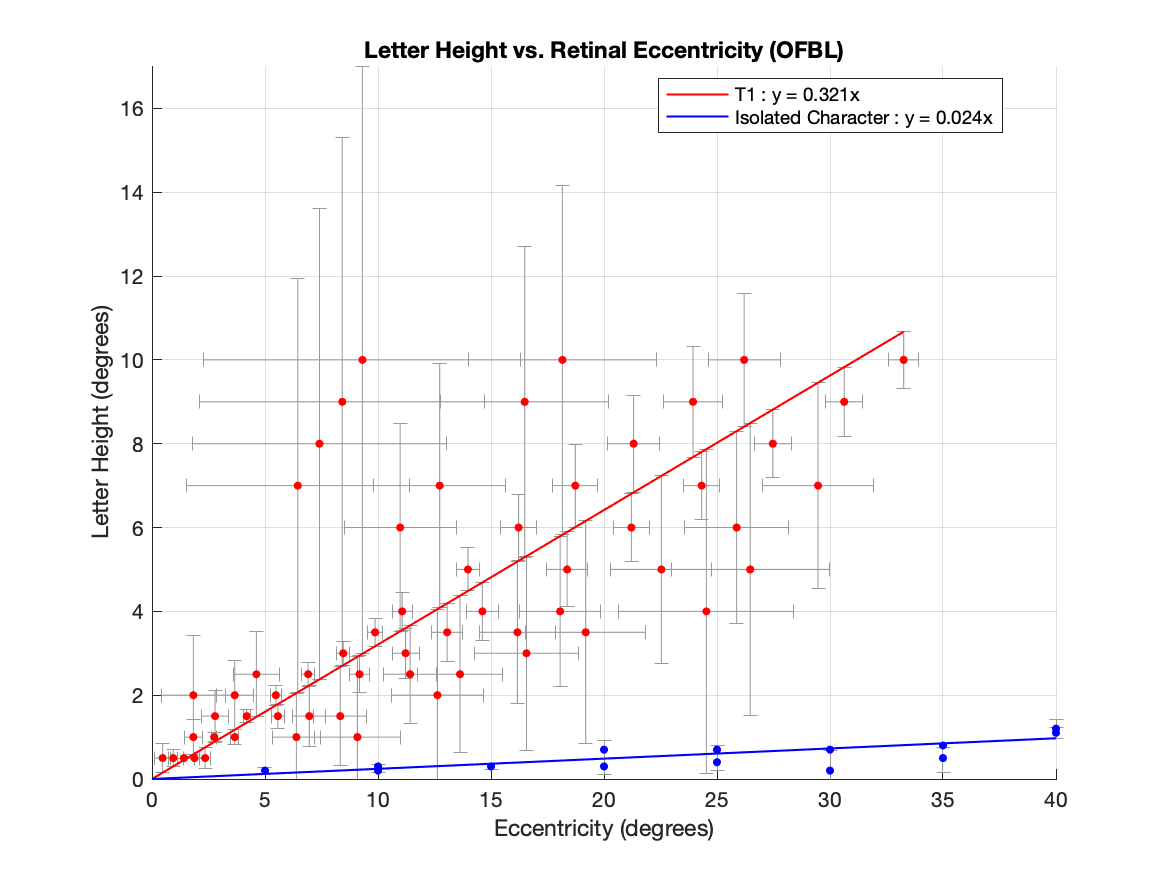 Letter Height vs. Retinal Eccentricity (OFBL)
T1 : y = 0.321x
Isolated Character : y = 0.024x
Letter Height (degrees)
16
14
12
10
8
6
4
2
0
0 5 10 15 20 25 30 35 40
Eccentricity (degrees)